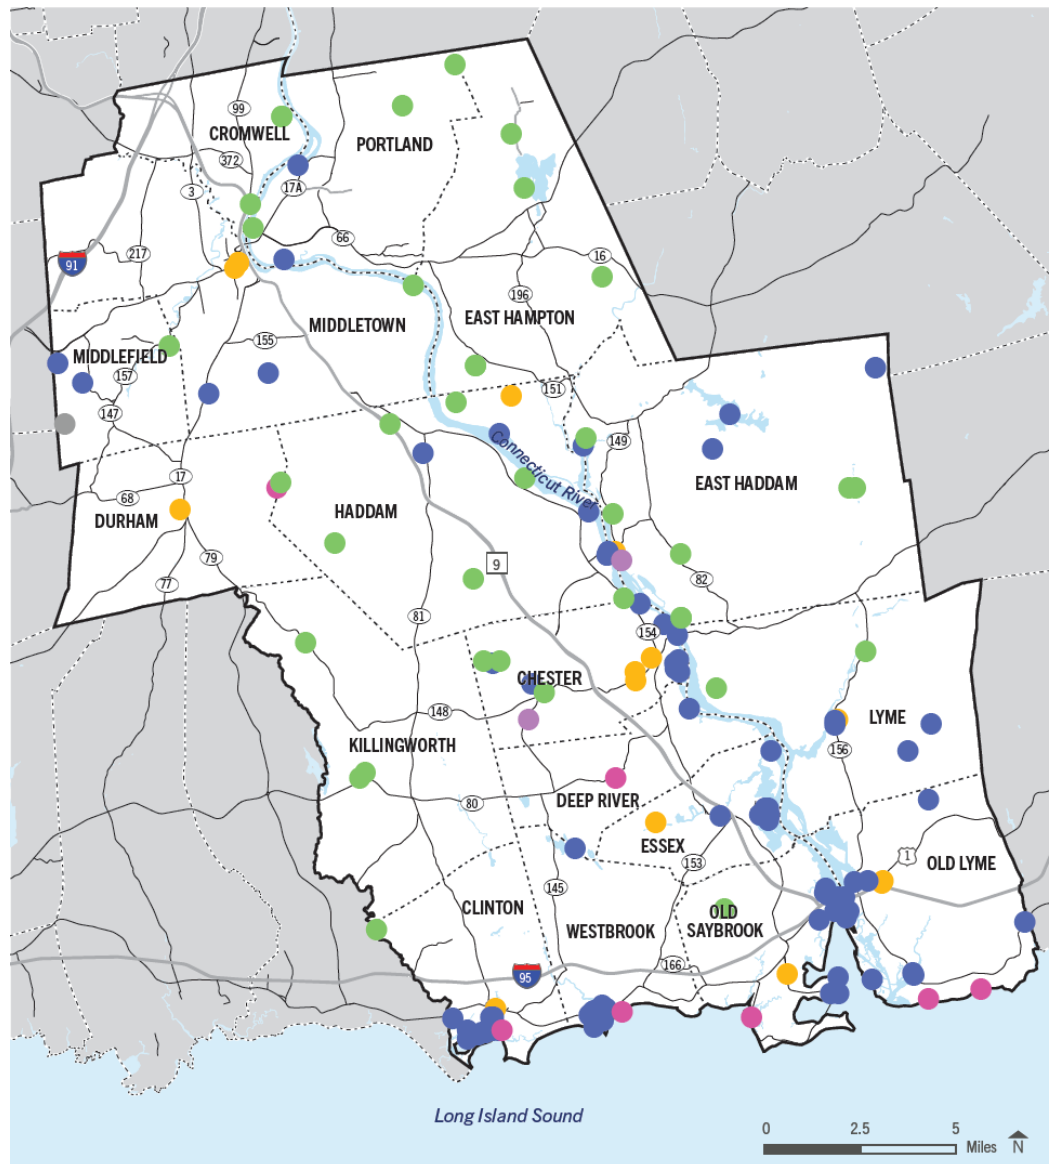 99
CROMWELL
PORTLAND
372
3
17A
66
217
91
16
196
MIDDLETOWN
EAST HAMPTON
155
MIDDLEFIELD
157
151
147
149
Connecticut River
17
EAST HADDAM
68
DURHAM
HADDAM
79
9
77
82
81
154
CHESTER
148
LYME
KILLINGWORTH
156
80
DEEP RIVER
ESSEX
1
153
OLD LYME
145
CLINTON
OLD
SAYBROOK
WESTBROOK
166
95
Long Island Sound
0
2.5
5
Miles
N